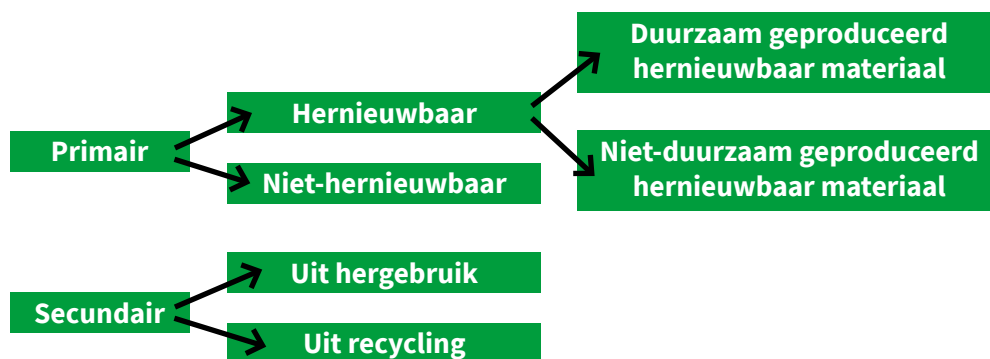 Primair
Hernieuwbaar
Niet-hernieuwbaar
Duurzaam geproduceerd
hernieuwbaar materiaal
Niet-duurzaam geproduceerd
hernieuwbaar materiaal
Secundair
Uit hergebruik
Uit recycling